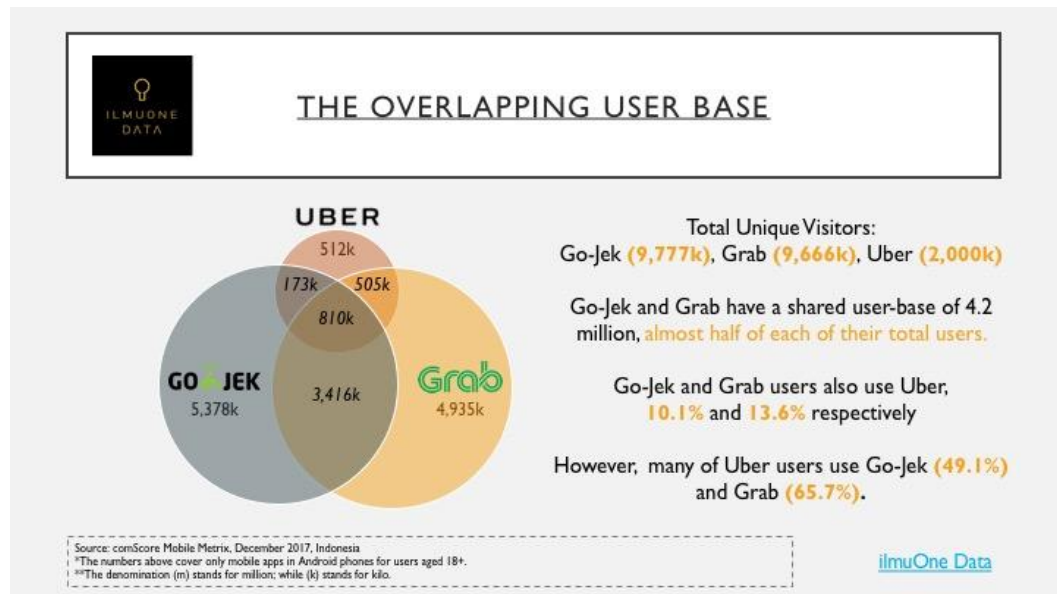 ILMUONE
DATA
THE OVERLAPPING USER BASE
UBER
512k
173k
505k
810k
GO JEK
5,378k
3,416k
Grab
4,935k
Total Unique Visitors:
Go-Jek (9,777k), Grab (9,666k), Uber (2,000k)
Go-Jek and Grab have a shared user-base of 4.2
million, almost half of each of their total users.
Go-Jek and Grab users also use Uber,
10.1% and 13.6% respectively
However, many of Uber users use Go-Jek (49.1%)
and Grab (65.7%).
Source: comScore Mobile Metrix, December 2017, Indonesia
*The numbers above cover only mobile apps in Android phones for users aged 18+.
**The denomination (m) stands for million; while (k) stands for kilo.
ilmuOne Data